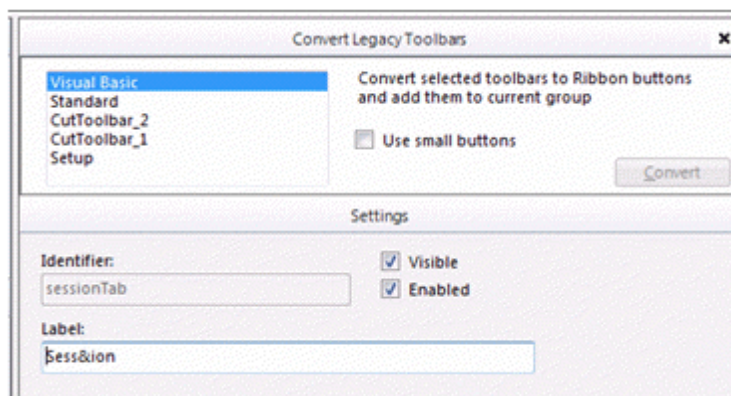 Convert Legacy Toolbars
Visual Basic
Standard
CutToolbar_2
CutToolbar_1
Setup
Convert selected toolbars to Ribbon buttons
and add them to current group
Use small buttons
Convert
Settings
Identifier:
sessionTab
Visible
Enabled
Label:
Sess&ion